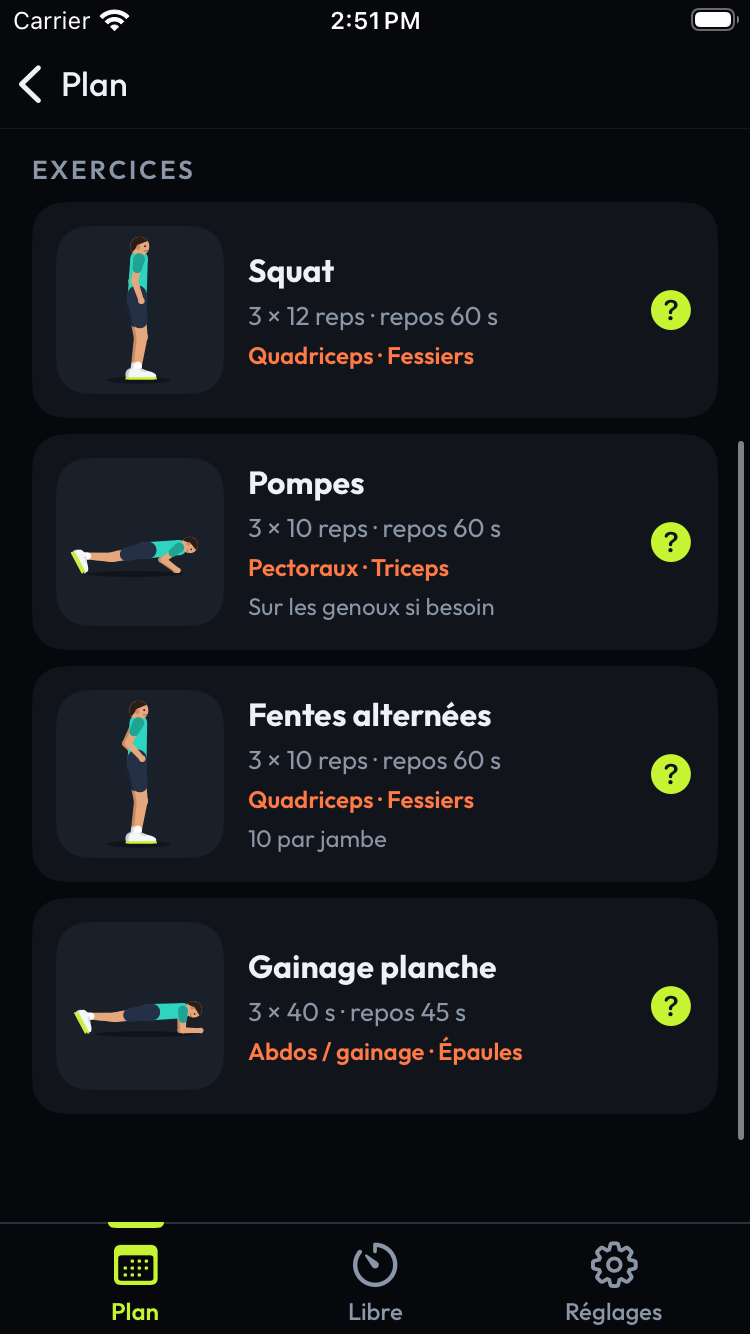 Carrier 2:51 PM
Plan
EXERCICES
Squat
3 × 12 reps · repos 60 s
Quadriceps · Fessiers
?
Pompes
3 × 10 reps · repos 60 s
Pectoraux · Triceps
Sur les genoux si besoin
?
Fentes alternées
3 × 10 reps · repos 60 s
Quadriceps · Fessiers
10 par jambe
?
Gainage planche
3 × 40 s · repos 45 s
Abdos / gainage · Épaules
?
Plan Libre Réglages